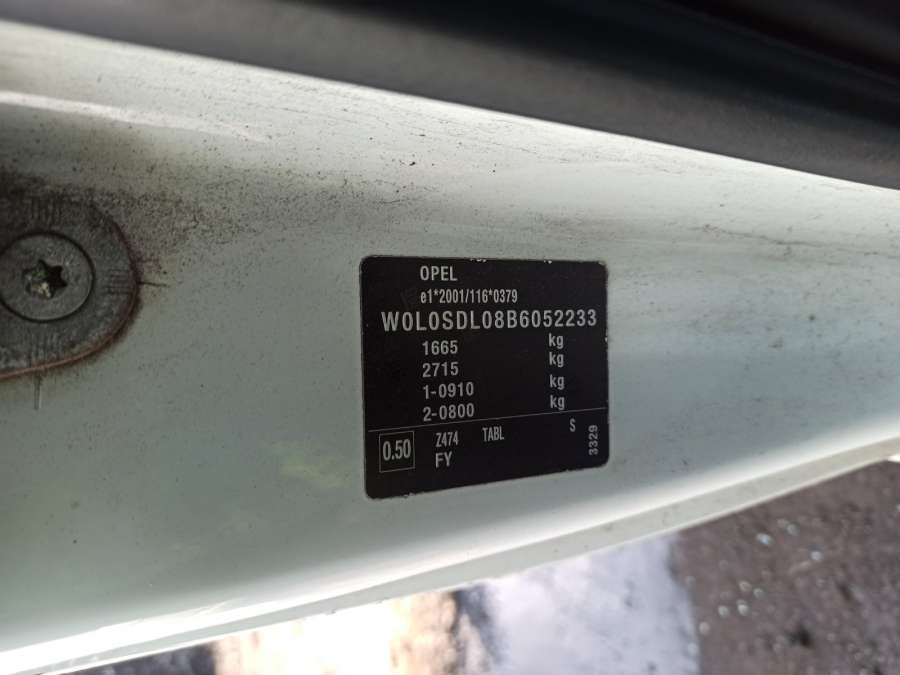 OPEL
e1*2001/116*0379
W0L0SDL08B6052233
1665 kg
2715 kg
1-0910 kg
2-0800 kg
0.50 Z474 TABL S
FY
3329